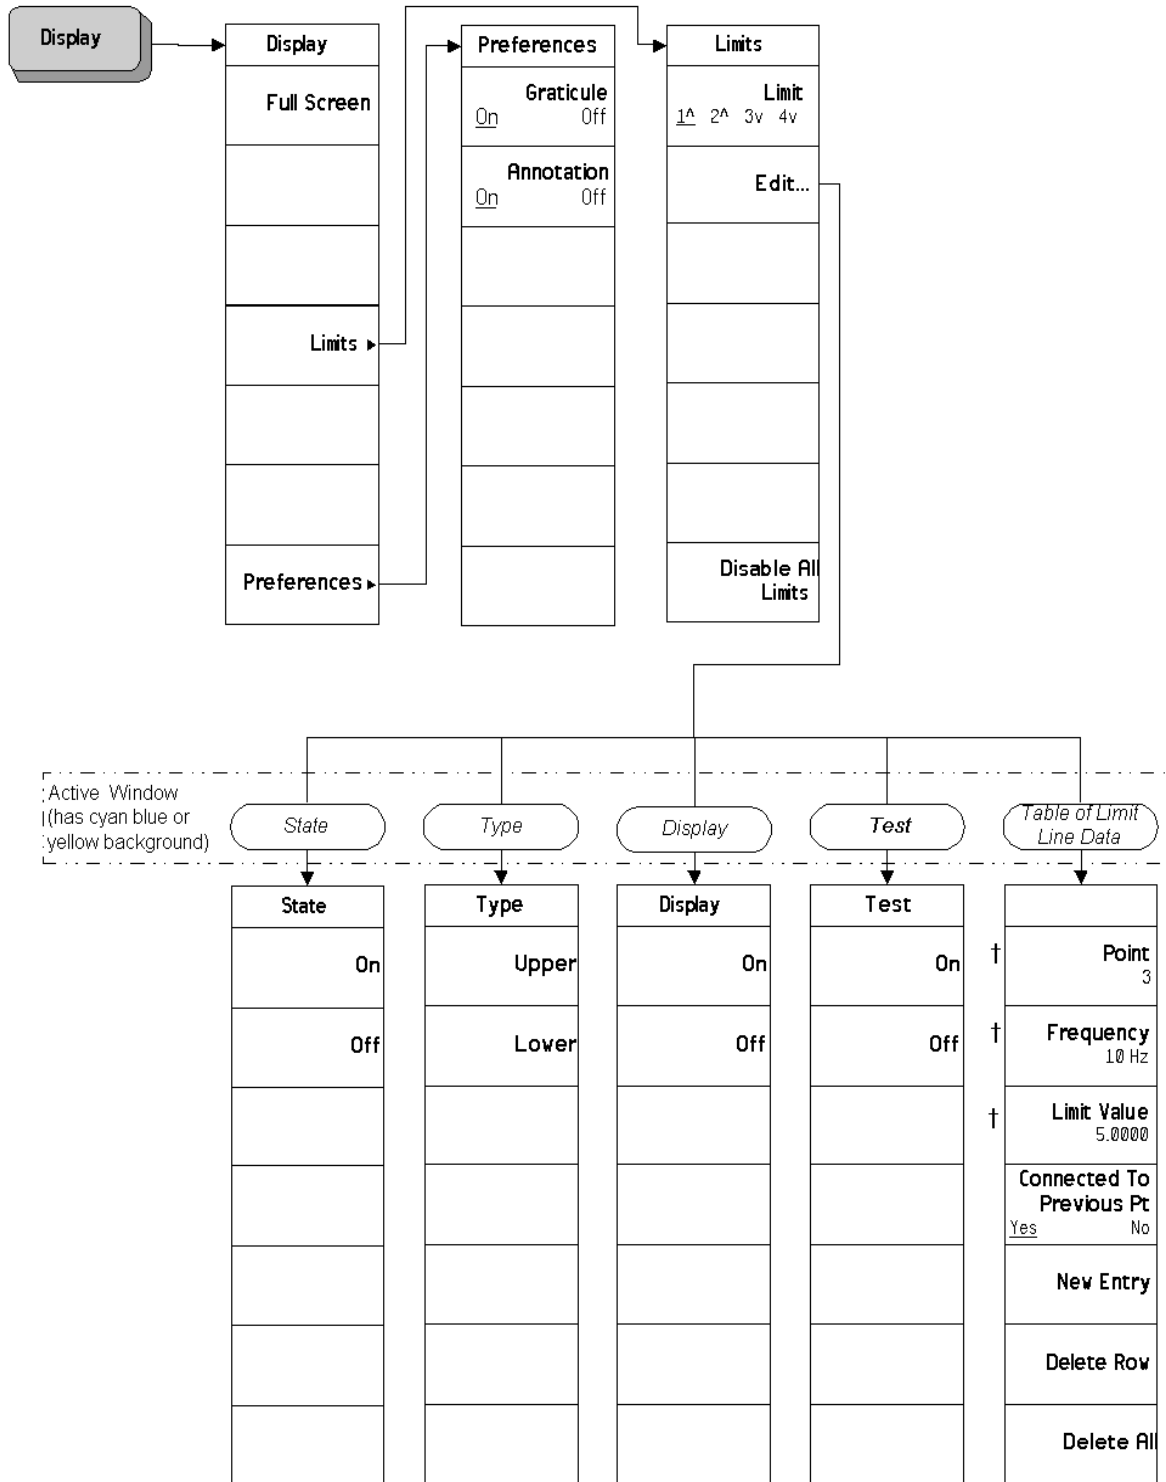 Display
Display
Full Screen
Limits ▸
Preferences ▸
Preferences
Graticule
On Off
Annotation
On Off
Limits
Limit
1^ 2^ 3v 4v
Edit...
Disable All
Limits
Active Window
(has cyan blue or
yellow background)
State
Type
Display
Test
Table of Limit
Line Data
State
On
Off
Type
Upper
Lower
Display
On
Off
Test
On
Off
† Point
3
† Frequency
10 Hz
† Limit Value
5.0000
Connected To
Previous Pt
Yes No
New Entry
Delete Row
Delete All